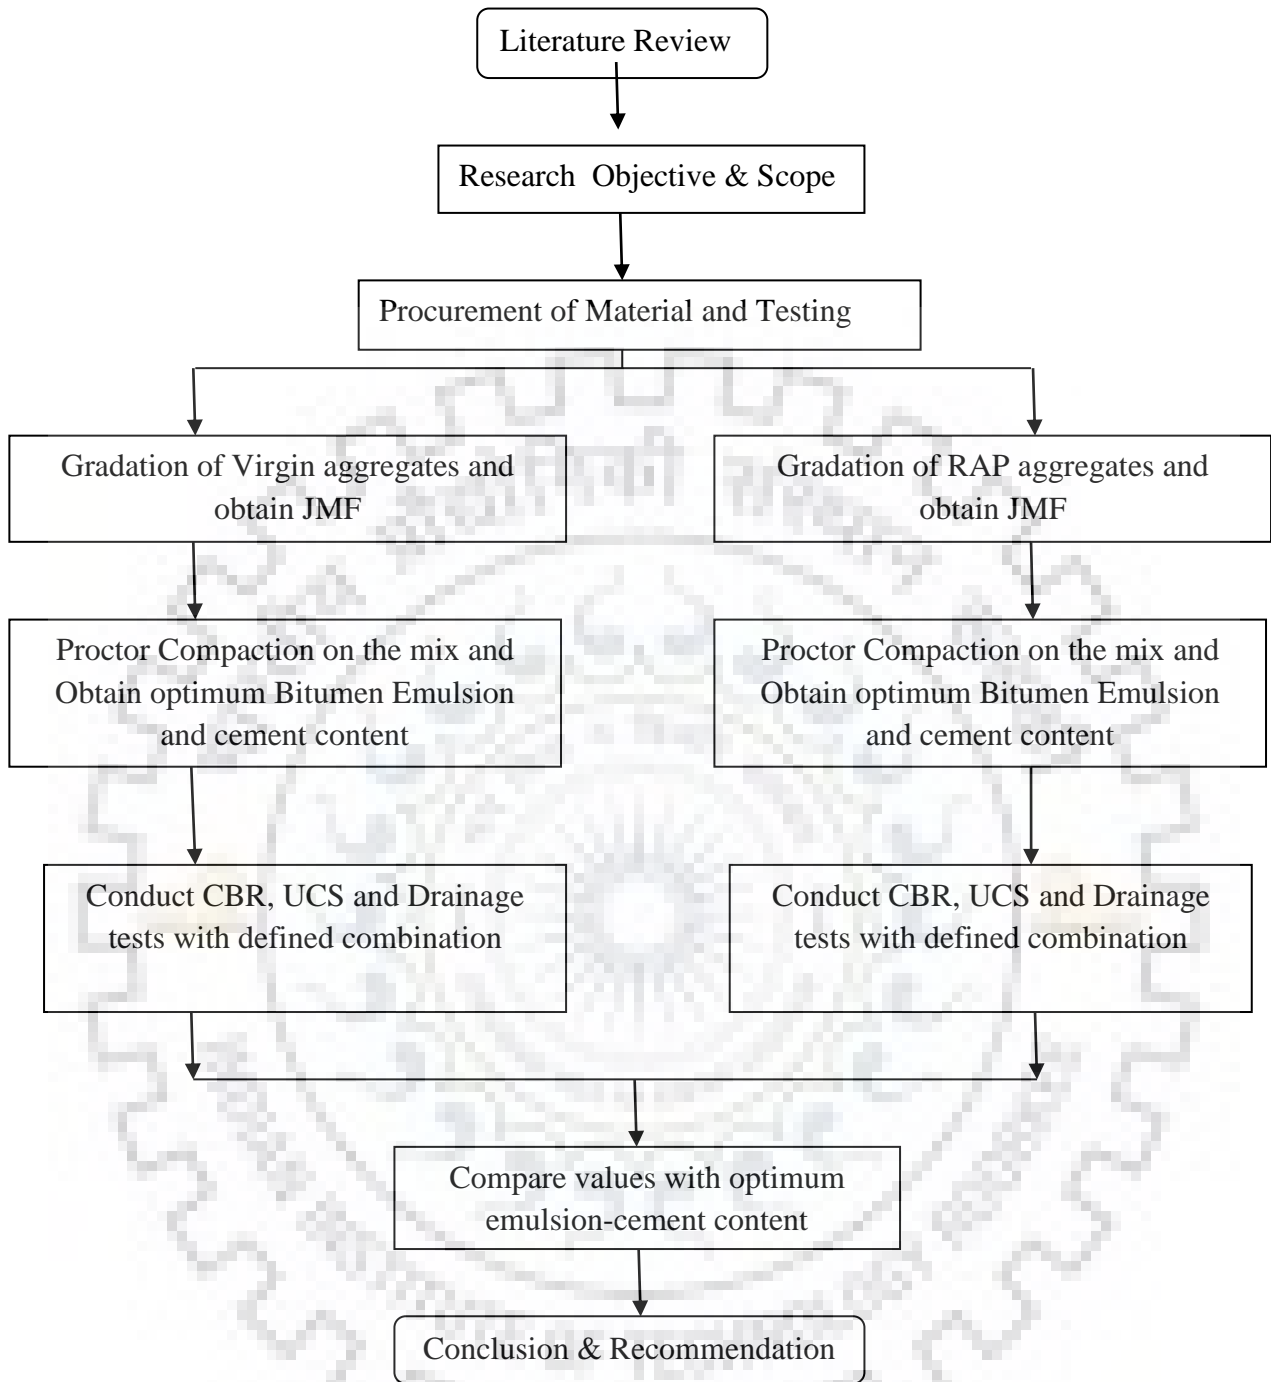 Literature Review
Research Objective & Scope
Procurement of Material and Testing
Gradation of Virgin aggregates and
obtain JMF
Gradation of RAP aggregates and
obtain JMF
Proctor Compaction on the mix and
Obtain optimum Bitumen Emulsion
and cement content
Proctor Compaction on the mix and
Obtain optimum Bitumen Emulsion
and cement content
Conduct CBR, UCS and Drainage
tests with defined combination
Conduct CBR, UCS and Drainage
tests with defined combination
Compare values with optimum
emulsion-cement content
Conclusion & Recommendation